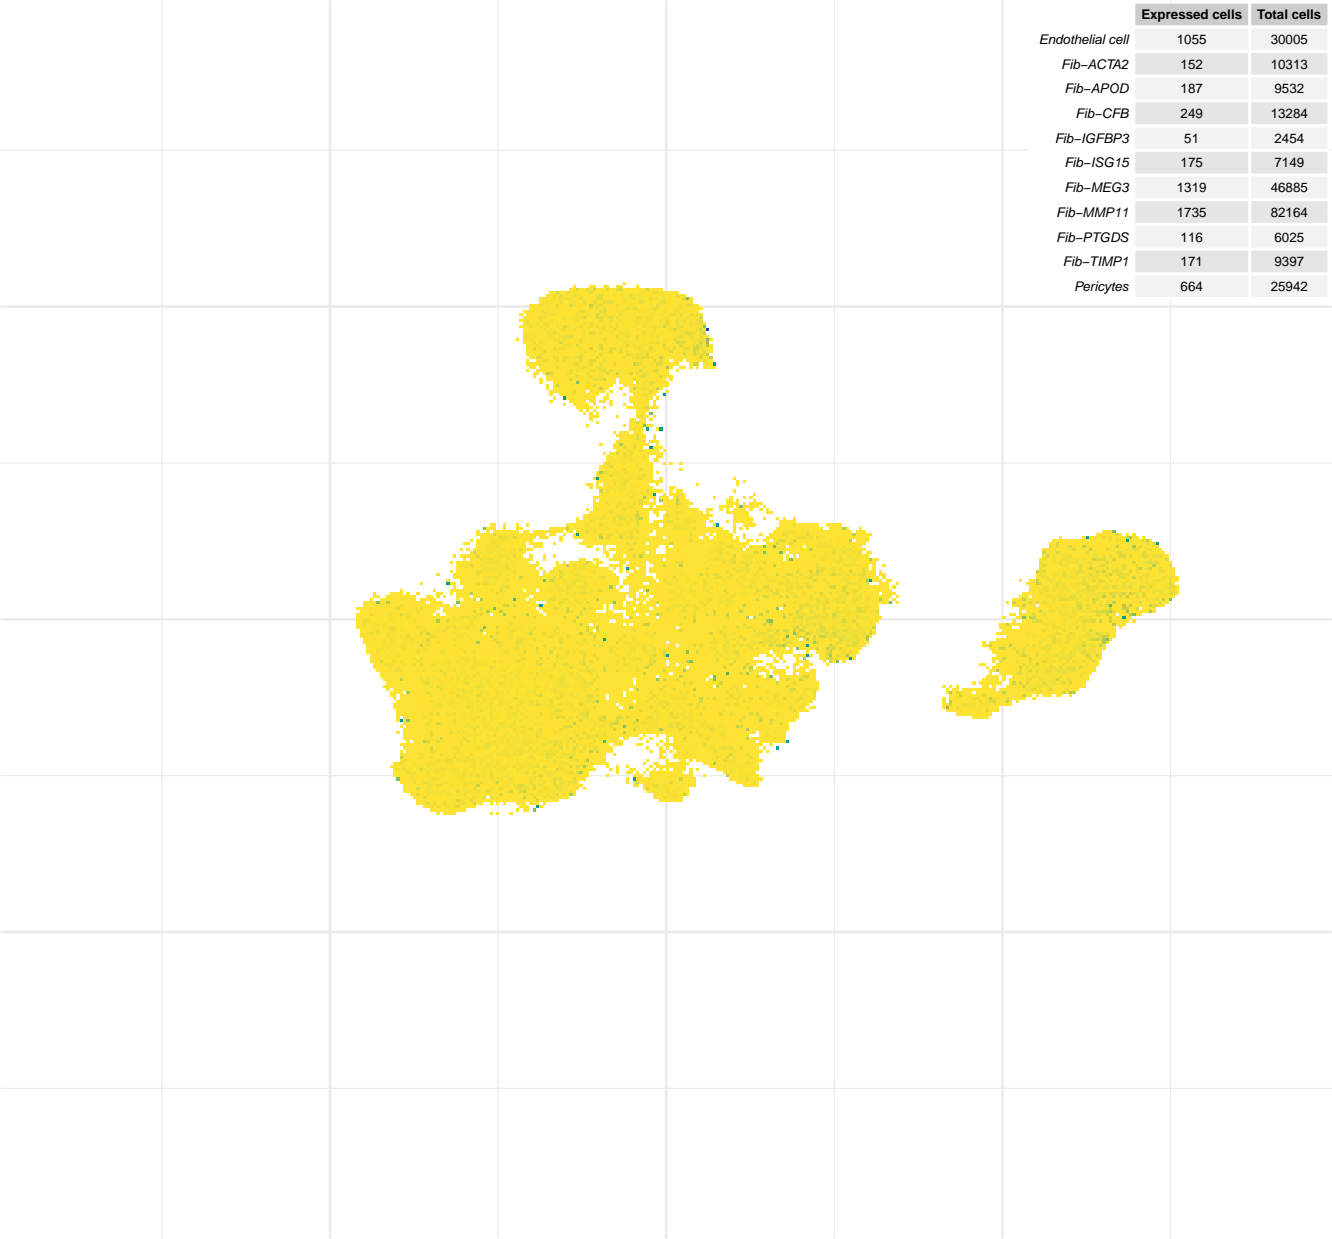 Expressed cells Total cells
Endothelial cell 1055 30005
Fib−ACTA2 152 10313
Fib−APOD 187 9532
Fib−CFB 249 13284
Fib−IGFBP3 51 2454
Fib−ISG15 175 7149
Fib−MEG3 1319 46885
Fib−MMP11 1735 82164
Fib−PTGDS 116 6025
Fib−TIMP1 171 9397
Pericytes 664 25942